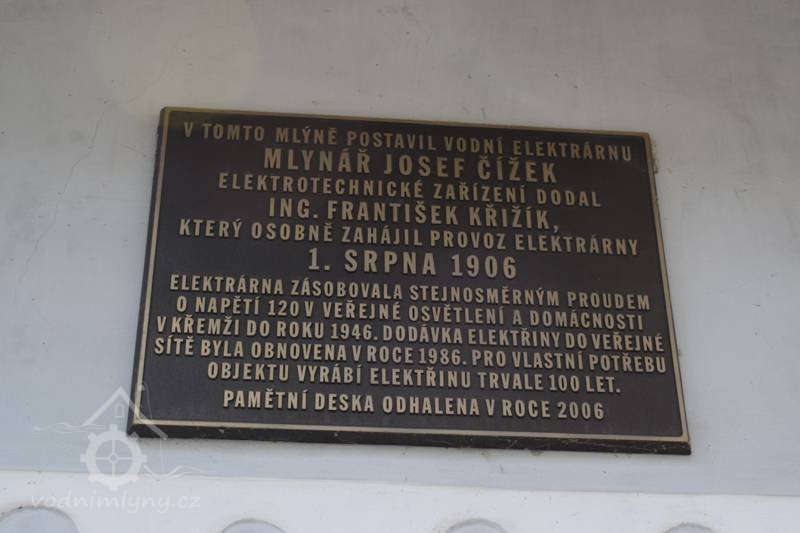 V TOMTO MLÝNĚ POSTAVIL VODNÍ ELEKTRÁRNU
MLYNÁŘ JOSEF ČÍŽEK
ELEKTROTECHNICKÉ ZAŘÍZENÍ DODAL
ING. FRANTIŠEK KŘIŽÍK,
KTERÝ OSOBNĚ ZAHÁJIL PROVOZ ELEKTRÁRNY
1. SRPNA 1906
ELEKTRÁRNA ZÁSOBOVALA STEJNOSMĚRNÝM PROUDEM
O NAPĚTÍ 120 V VEŘEJNÉ OSVĚTLENÍ A DOMÁCNOSTI
V KŘEMŽI DO ROKU 1946. DODÁVKA ELEKTŘINY DO VEŘEJNÉ
SÍTĚ BYLA OBNOVENA V ROCE 1986. PRO VLASTNÍ POTŘEBU
OBJEKTU VYRÁBÍ ELEKTŘINU TRVALE 100 LET.
PAMĚTNÍ DESKA ODHALENA V ROCE 2006
vodnimlyny.cz